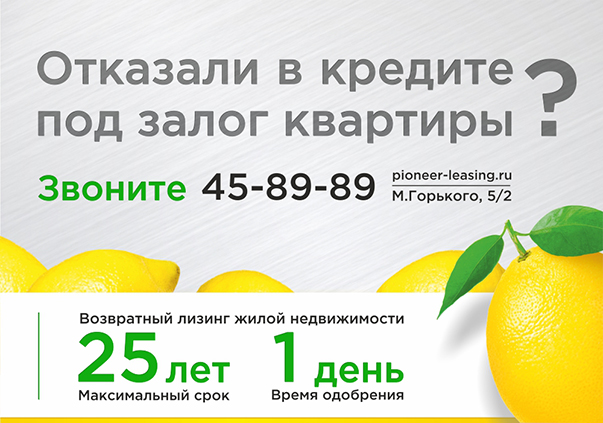 Отказали в кредите
под залог квартиры ?
Звоните 45-89-89
pioneer-leasing.ru
М.Горького, 5/2
Возвратный лизинг жилой недвижимости
25 лет 1 день
Максимальный срок Время одобрения